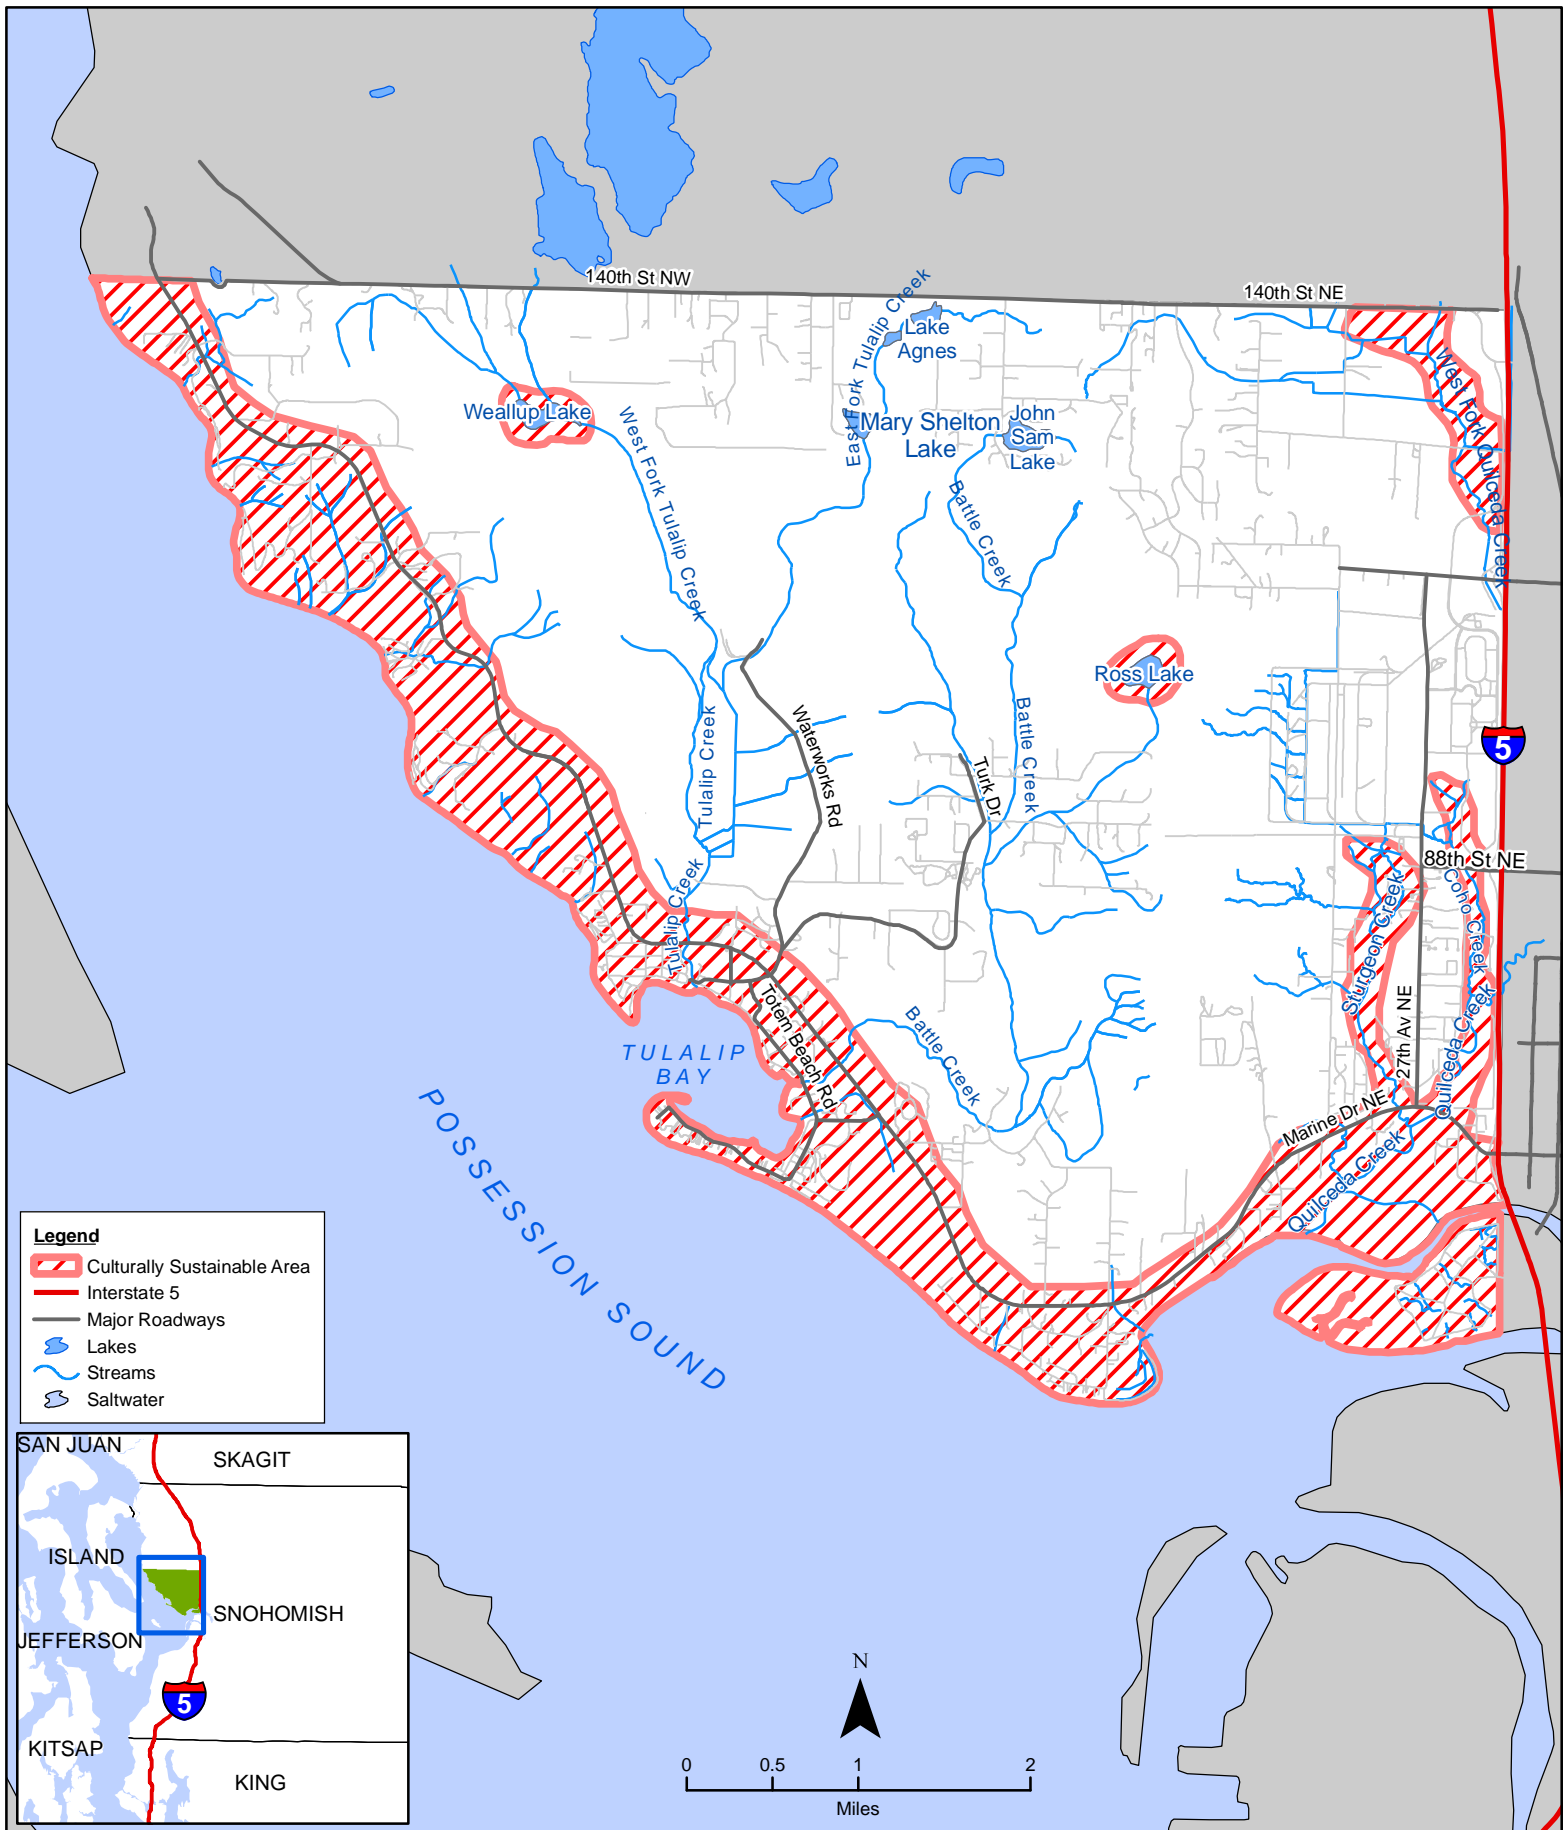 140th St NW
140th St NE
East Fork Tulalip Creek
Lake
Agnes
West Fork Quilceda Creek
Weallup Lake
West Fork Tulalip Creek
Mary Shelton
Lake
John
Sam
Lake
Battle Creek
Ross Lake
Tulalip Creek
Waterworks Rd
Turk Dr
Battle Creek
5
88th St NE
Tulalip Creek
Coho Creek
Sturgeon Creek
Quilceda Creek
27th Av NE
Totem Beach Rd
Battle Creek
TULALIP
BAY
Marine Dr NE
Quilceda Creek
POSSESSION SOUND
Legend
Culturally Sustainable Area
Interstate 5
Major Roadways
Lakes
Streams
Saltwater
SAN JUAN
SKAGIT
ISLAND
SNOHOMISH
JEFFERSON
5
KITSAP
KING
N
0 0.5 1 2
Miles